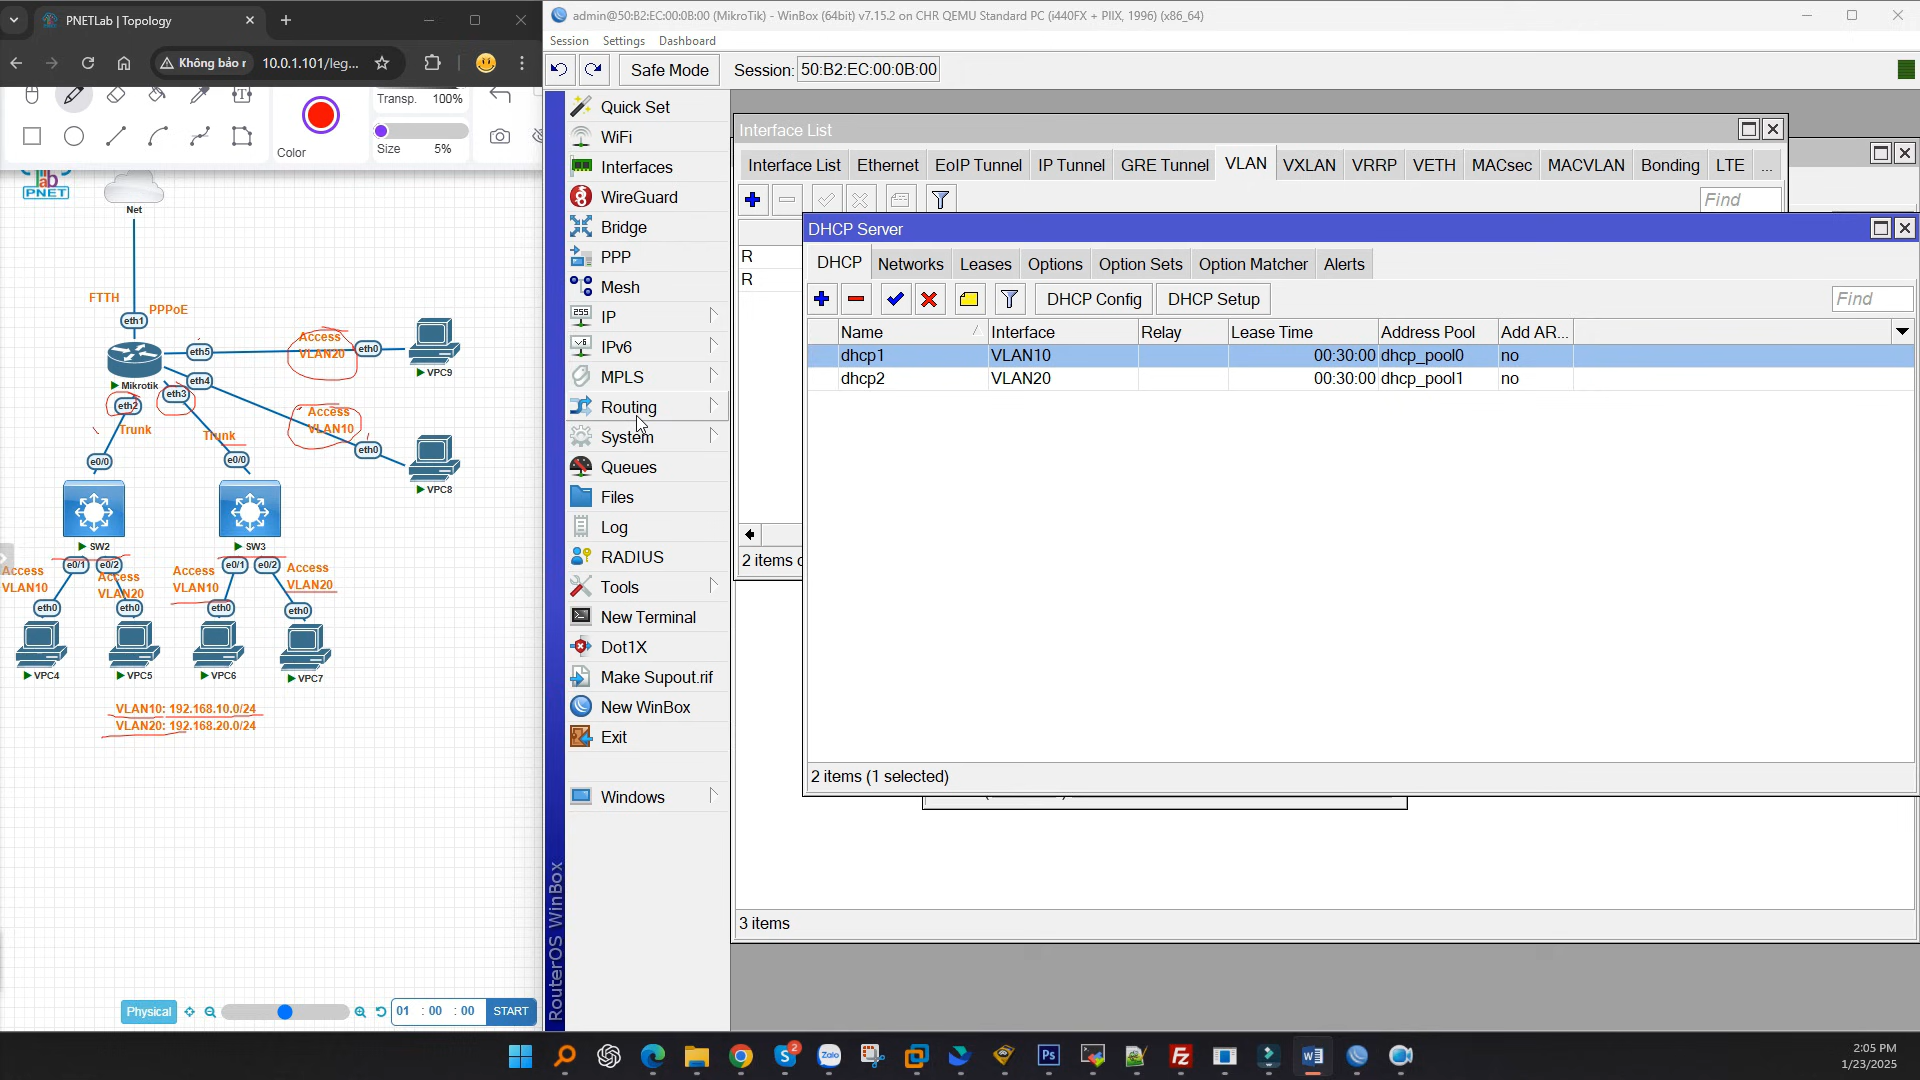 PNETLab | Topology
Không bảo r
10.0.1.101/leg...
Transp. 100%
Size 5%
Color
PNET
Net
FTTH
PPPoE
eth1
Mikrotik
eth5
eth4
eth3
eth2
Access
VLAN20
eth0
VPC9
Access
VLAN10
eth0
VPC8
Trunk
Trunk
e0/0
e0/0
SW2
SW3
e0/1
e0/2
e0/1
e0/2
Access
VLAN10
Access
VLAN20
Access
VLAN10
Access
VLAN20
eth0
eth0
eth0
eth0
VPC4
VPC5
VPC6
VPC7
VLAN10: 192.168.10.0/24
VLAN20: 192.168.20.0/24
Physical
01 : 00 : 00
START
admin@50:B2:EC:00:0B:00 (MikroTik) - WinBox (64bit) v7.15.2 on CHR QEMU Standard PC (i440FX + PIIX, 1996) (x86_64)
Session Settings Dashboard
Safe Mode Session: 50:B2:EC:00:0B:00
Quick Set
WiFi
Interfaces
WireGuard
Bridge
PPP
Mesh
IP
IPv6
MPLS
Routing
System
Queues
Files
Log
RADIUS
Tools
New Terminal
Dot1X
Make Supout.rif
New WinBox
Exit
Windows
RouterOS WinBox
Interface List
Interface List Ethernet EoIP Tunnel IP Tunnel GRE Tunnel VLAN VXLAN VRRP VETH MACsec MACVLAN Bonding LTE ...
Find
R
R
2 items
DHCP Server
DHCP Networks Leases Options Option Sets Option Matcher Alerts
DHCP Config DHCP Setup Find
Name Interface Relay Lease Time Address Pool Add AR...
dhcp1 VLAN10 00:30:00 dhcp_pool0 no
dhcp2 VLAN20 00:30:00 dhcp_pool1 no
2 items (1 selected)
3 items
2
Zalo
Ps
Fz
2:05 PM
1/23/2025